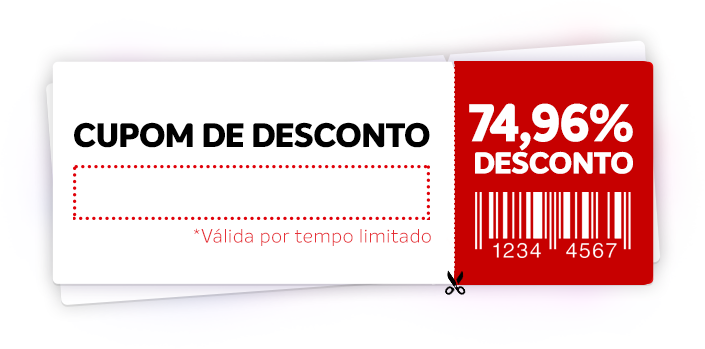 CUPOM DE DESCONTO
*Válida por tempo limitado
74,96%
DESCONTO
1234 4567